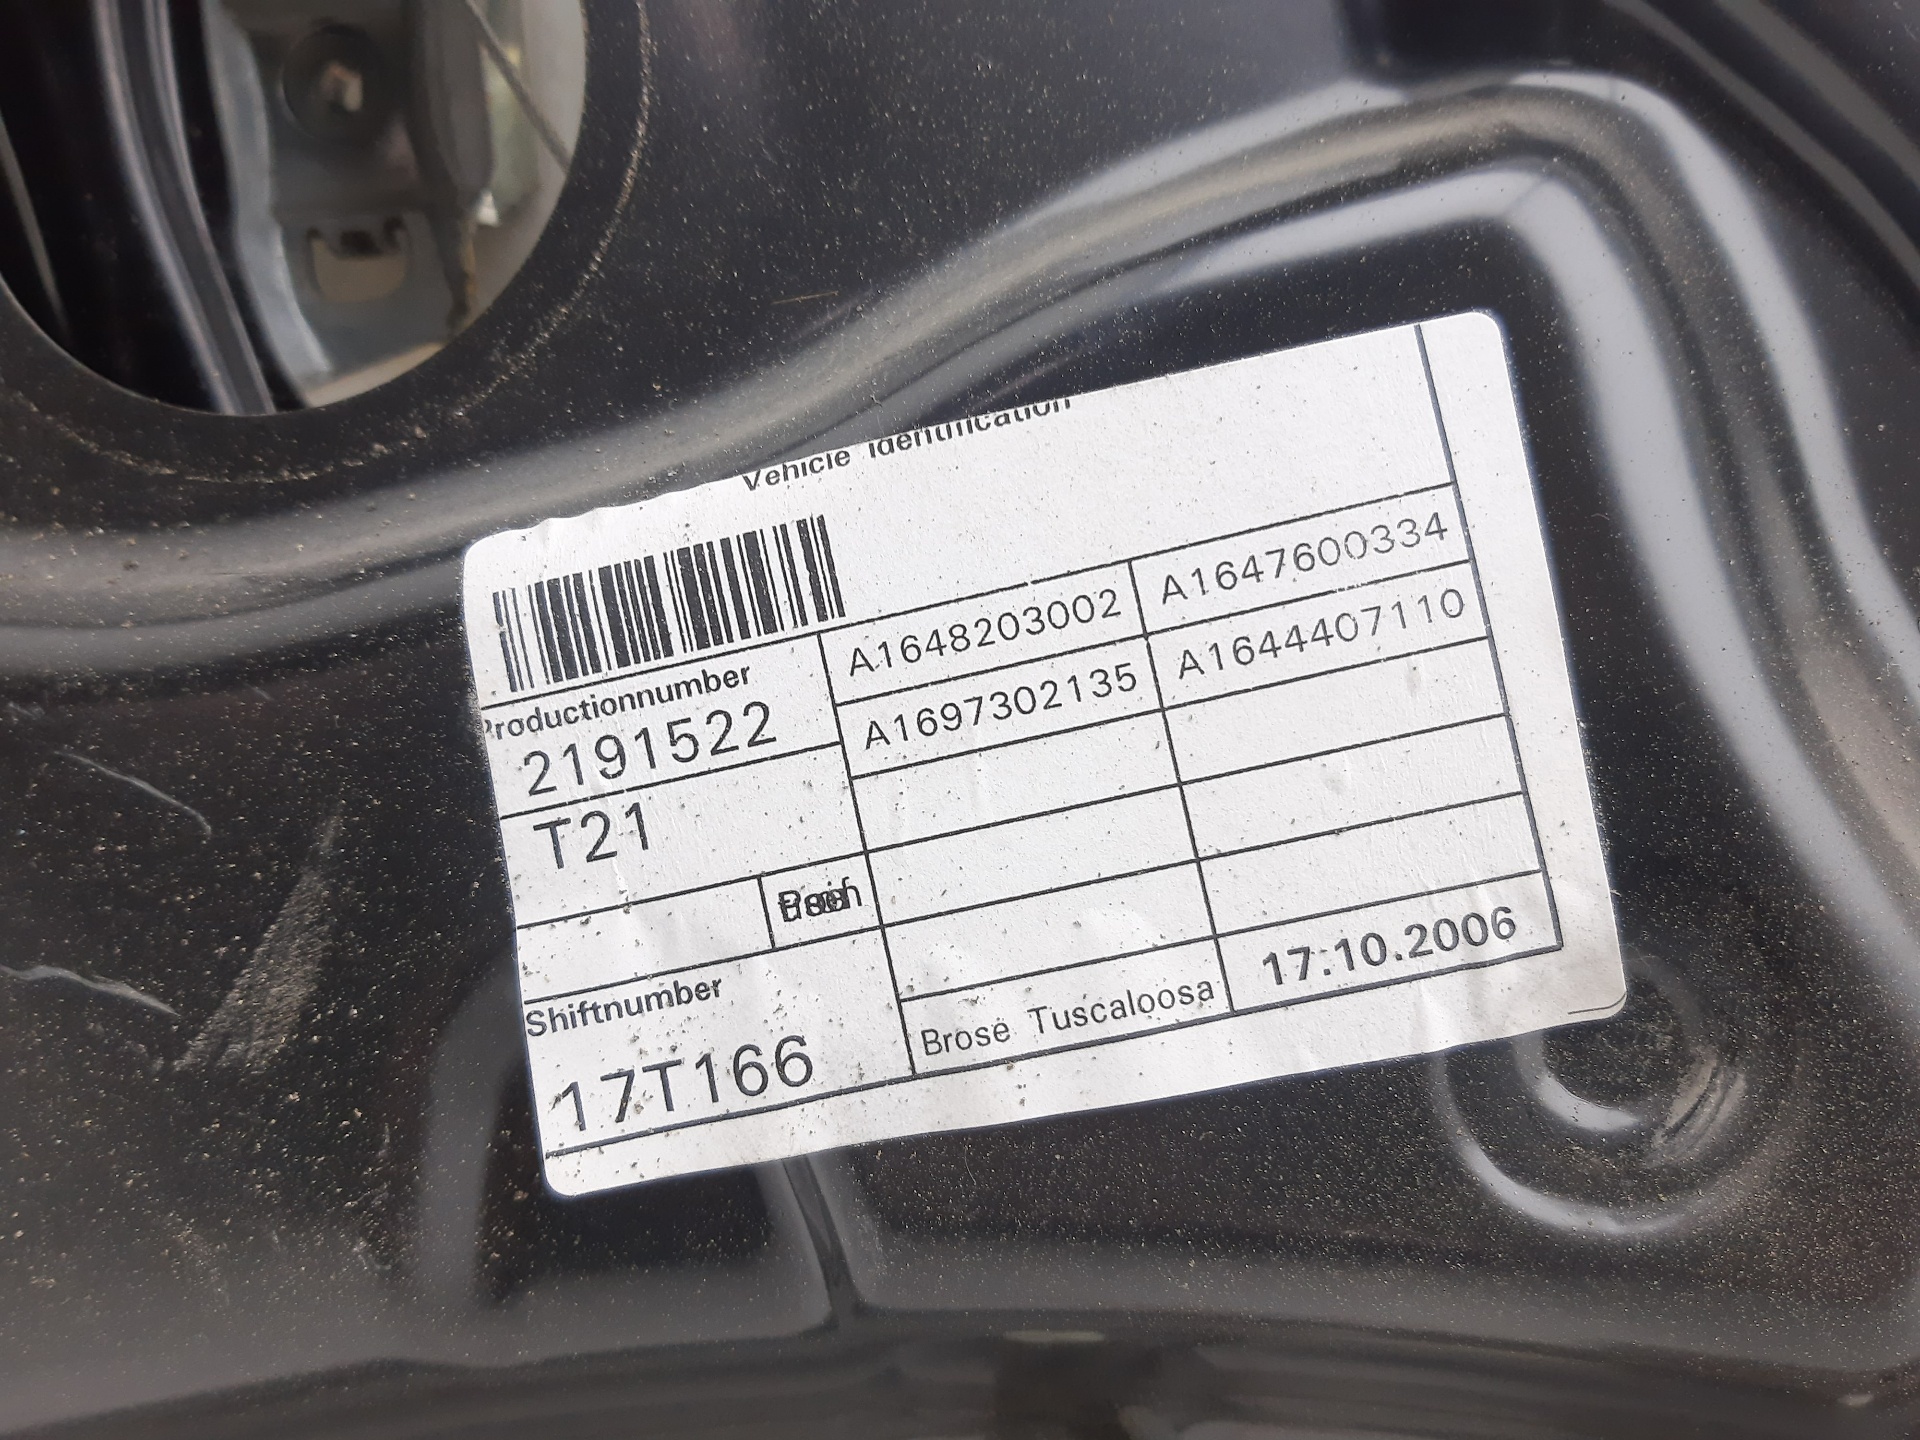 Vehicle Identification
Productionnumber
2191522
T21
Shiftnumber
17T166
A1648203002 A1647600334
A1697302135 A1644407110
Brose Tuscaloosa 17.10.2006